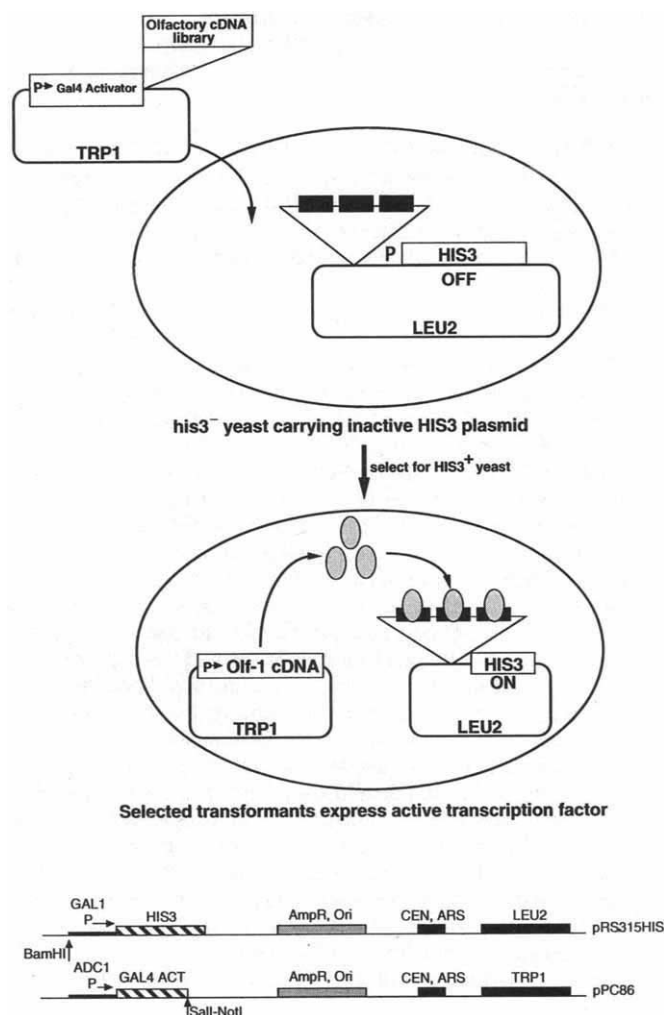 Olfactory cDNA
library
P Gal4 Activator
TRP1
P
HIS3
OFF
LEU2
his3⁻ yeast carrying inactive HIS3 plasmid
select for HIS3⁺ yeast
P Olf-1 cDNA
TRP1
HIS3
ON
LEU2
Selected transformants express active transcription factor
GAL1
P
HIS3
AmpR, Ori
CEN, ARS
LEU2
pRS315HIS
BamHI
ADC1
P
GAL4 ACT
AmpR, Ori
CEN, ARS
TRP1
pPC86
SalI-NotI